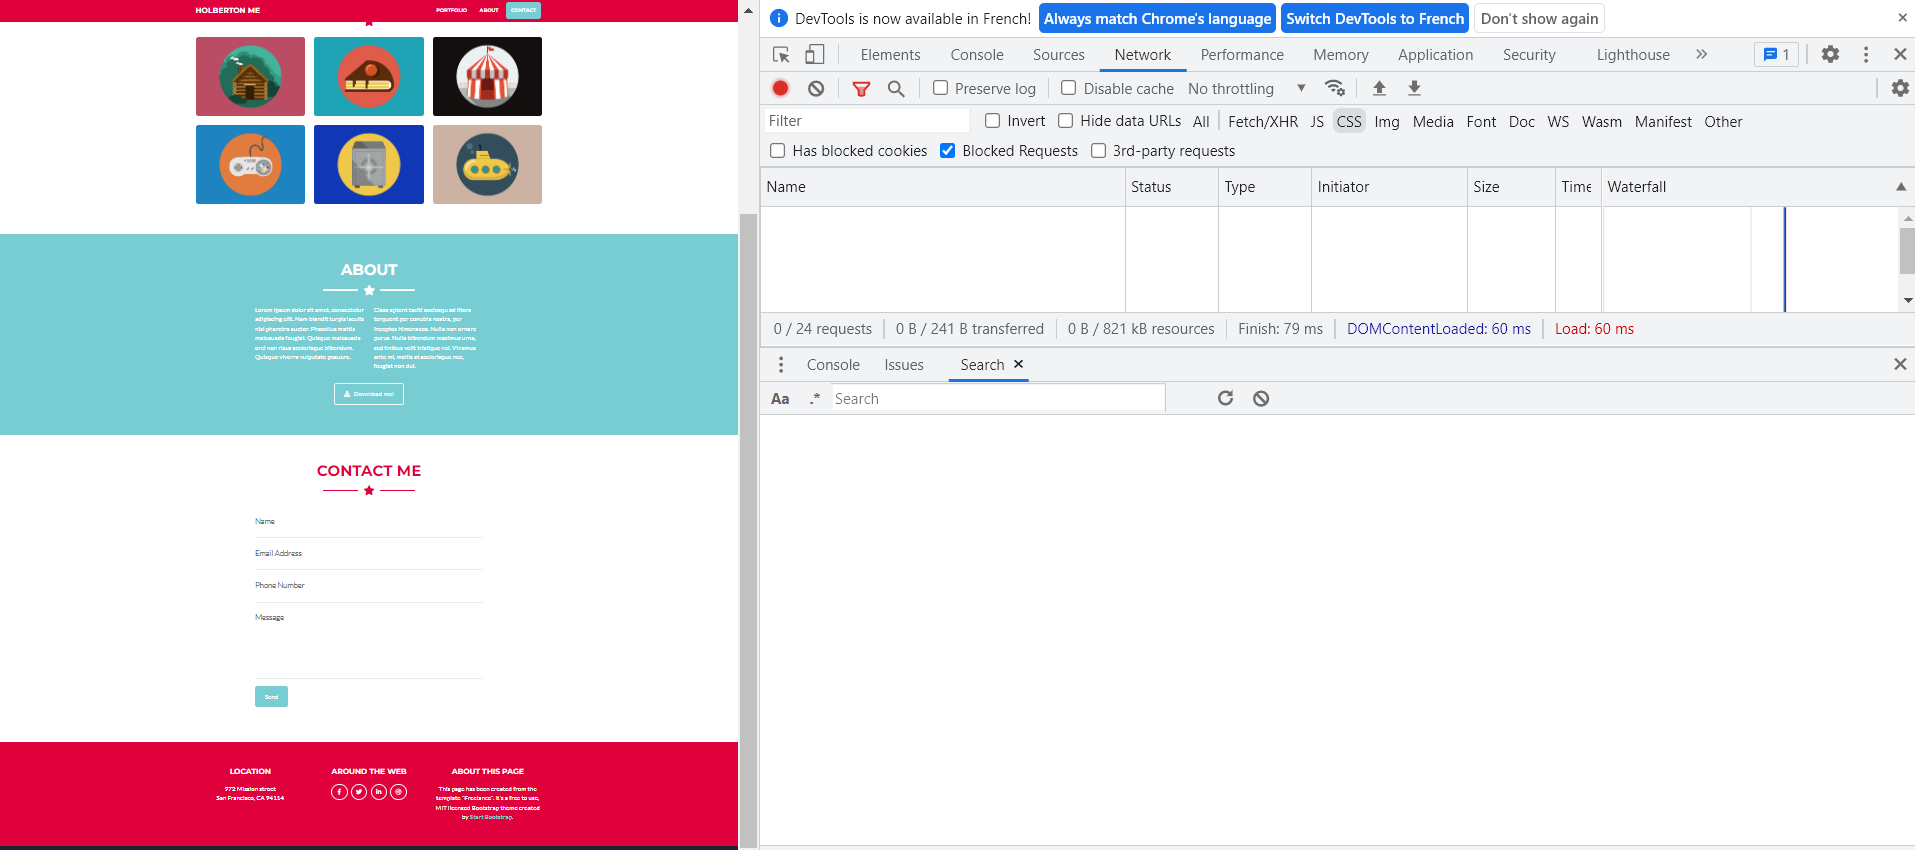 HOLBERTON ME
PORTFOLIO ABOUT CONTACT
ABOUT
Lorem ipsum dolor sit amet, consectetur
adipiscing elit. Nam blandit turpis iaculis
nisl pharetra auctor. Phasellus mattis
malesuada feugiat. Quisque malesuada
orci non risus scelerisque bibendum.
Quisque viverra vulputate posuere.
Class aptent taciti sociosqu ad litora
torquent per conubia nostra, per
inceptos himenaeos. Nulla non ornare
purus. Nulla bibendum maximus urna,
sed finibus velit tristique vel. Vivamus
ante mi, mollis at scelerisque nec,
feugiat non dui.
Download me!
CONTACT ME
Name
Email Address
Phone Number
Message
Send
LOCATION
972 Mission street
San Francisco, CA 94114
AROUND THE WEB
ABOUT THIS PAGE
This page has been created from the
template "Freelance". It's a free to use,
MIT licensed Bootstrap theme created
by Start Bootstrap.
DevTools is now available in French! Always match Chrome's language Switch DevTools to French Don't show again
Elements Console Sources Network Performance Memory Application Security Lighthouse 1
Preserve log Disable cache No throttling
Filter Invert Hide data URLs All Fetch/XHR JS CSS Img Media Font Doc WS Wasm Manifest Other
Has blocked cookies Blocked Requests 3rd-party requests
Name Status Type Initiator Size Time Waterfall
0 / 24 requests 0 B / 241 B transferred 0 B / 821 kB resources Finish: 79 ms DOMContentLoaded: 60 ms Load: 60 ms
Console Issues Search
Aa .* Search